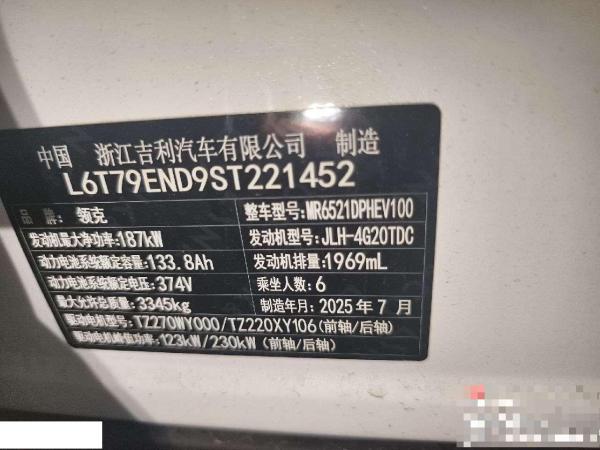 中国 浙江吉利汽车有限公司 制造
L6T79END9ST221452
品牌:领克 整车型号:MR6521DPHEV100
发动机最大净功率:187kW 发动机型号:JLH-4G20TDC
动力电池系统额定容量:133.8Ah 发动机排量:1969mL
动力电池系统额定电压:374V 乘坐人数:6
最大允许总质量:3345kg 制造年月:2025年7月
驱动电机型号:TZ270WY000/TZ220XY106(前轴/后轴)
驱动电机峰值功率:123kW/230kW(前轴/后轴)